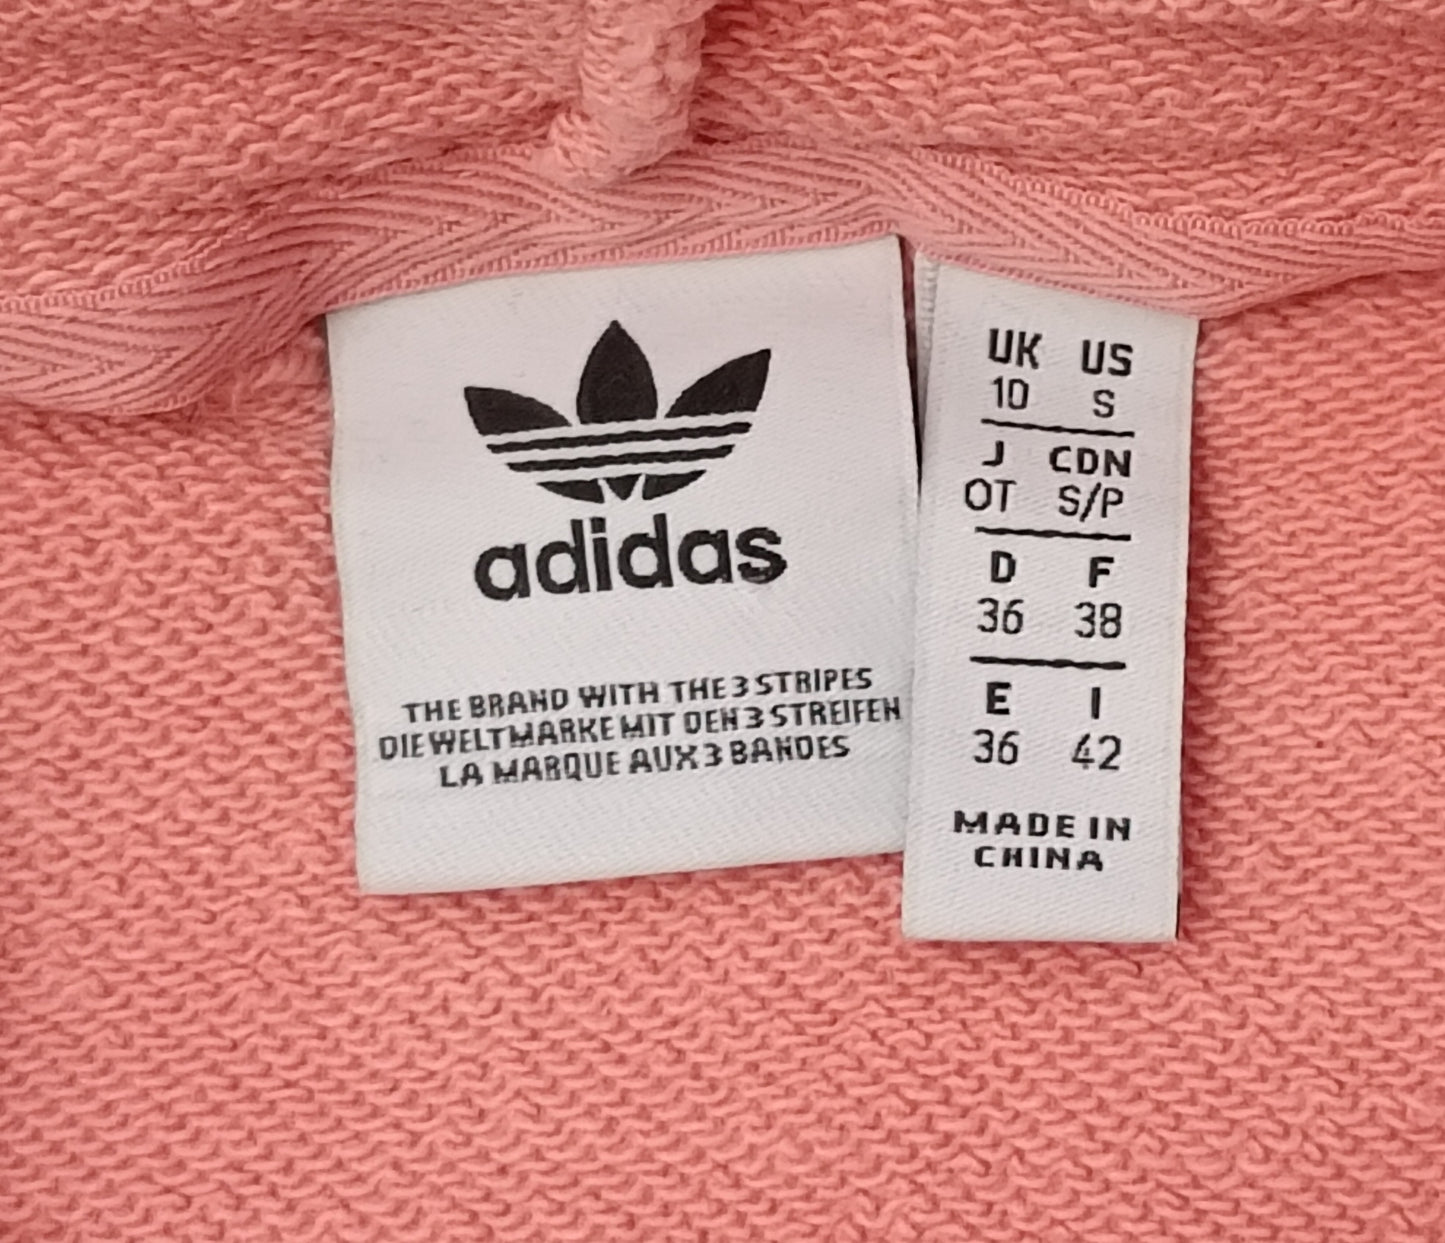 adidas
THE BRAND WITH THE 3 STRIPES
DIE WELTMARKE MIT DEN 3 STREIFEN
LA MARQUE AUX 3 BANDES
UK US
10 S
J CDN
OT S/P
D F
36 38
E I
36 42
MADE IN
CHINA